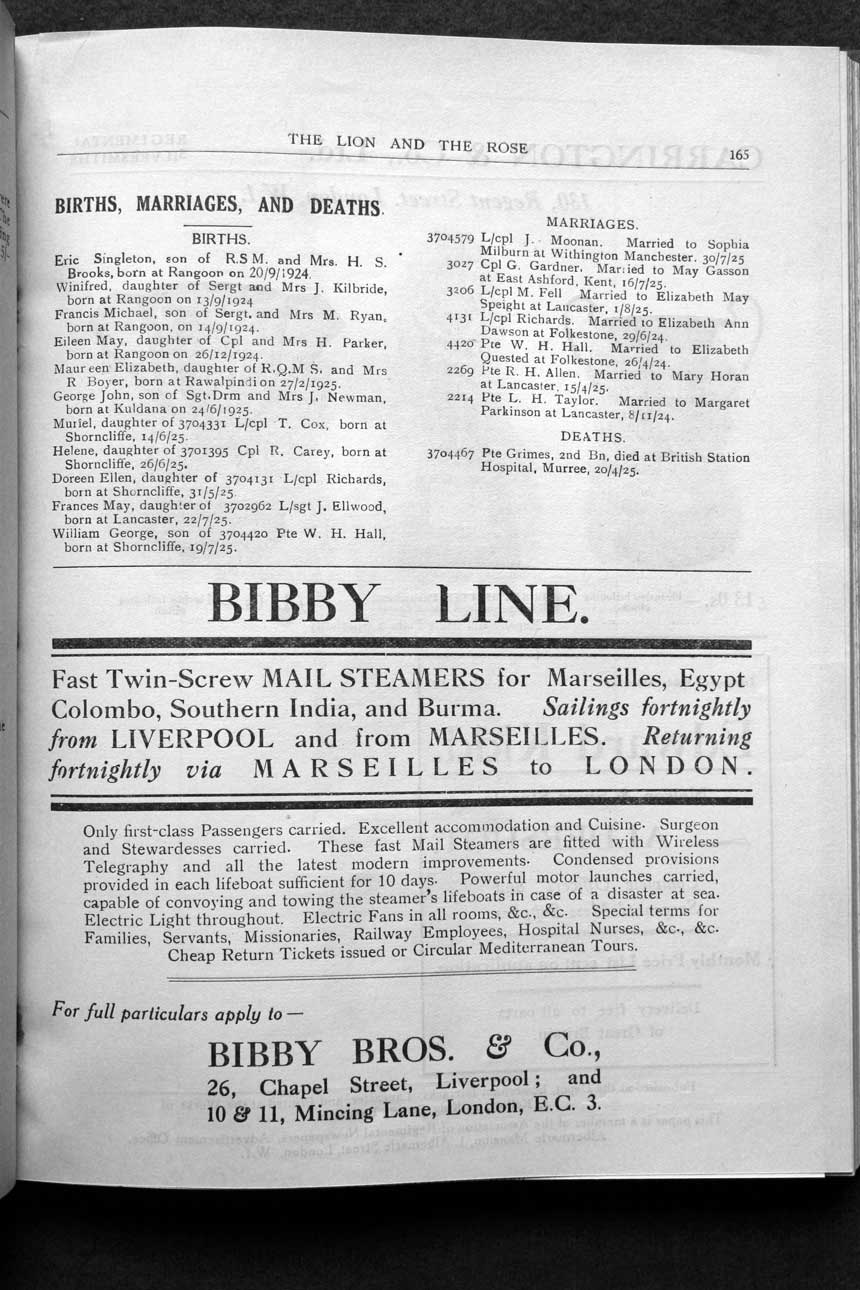 THE LION AND THE ROSE
165
BIRTHS, MARRIAGES, AND DEATHS.
BIRTHS.
Eric Singleton, son of R.S M. and Mrs. H. S.
Brooks, born at Rangoon on 20/9/1924.
Winifred, daughter of Sergt and Mrs J. Kilbride,
born at Rangoon on 13/9/1924
Francis Michael, son of Sergt. and Mrs M. Ryan,
born at Rangoon, on 14/9/1924.
Eileen May, daughter of Cpl and Mrs H. Parker,
born at Rangoon on 26/12/1924.
Maureen Elizabeth, daughter of R.Q.M S. and Mrs
R Boyer, born at Rawalpindi on 27/2/1925.
George John, son of Sgt.Drm and Mrs J. Newman,
born at Kuldana on 24/6/1925.
Muriel, daughter of 3704331 L/cpl T. Cox, born at
Shorncliffe, 14/6/25.
Helene, daughter of 3701395 Cpl R. Carey, born at
Shorncliffe, 26/6/25.
Doreen Ellen, daughter of 3704131 L/cpl Richards,
born at Shorncliffe, 31/5/25.
Frances May, daughter of 3702962 L/sgt J. Ellwood,
born at Lancaster, 22/7/25.
William George, son of 3704420 Pte W. H. Hall,
born at Shorncliffe, 19/7/25.
MARRIAGES.
3704579 L/cpl J. Moonan. Married to Sophia
Milburn at Withington Manchester. 30/7/25
3027 Cpl G. Gardner. Married to May Gasson
at East Ashford, Kent, 16/7/25.
3206 L/cpl M. Fell Married to Elizabeth May
Speight at Lancaster, 1/8/25.
4131 L/cpl Richards. Married to Elizabeth Ann
Dawson at Folkestone, 29/6/24.
4420 Pte W. H. Hall. Married to Elizabeth
Quested at Folkestone, 26/4/24.
2269 Pte R. H. Allen. Married to Mary Horan
at Lancaster, 15/4/25.
2214 Pte L. H. Taylor. Married to Margaret
Parkinson at Lancaster, 8/11/24.
DEATHS.
3704467 Pte Grimes, 2nd Bn, died at British Station
Hospital, Murree, 20/4/25.
BIBBY LINE.
Fast Twin-Screw MAIL STEAMERS for Marseilles, Egypt
Colombo, Southern India, and Burma. Sailings fortnightly
from LIVERPOOL and from MARSEILLES. Returning
fortnightly via MARSEILLES to LONDON.
Only first-class Passengers carried. Excellent accommodation and Cuisine. Surgeon
and Stewardesses carried. These fast Mail Steamers are fitted with Wireless
Telegraphy and all the latest modern improvements. Condensed provisions
provided in each lifeboat sufficient for 10 days. Powerful motor launches carried,
capable of convoying and towing the steamer's lifeboats in case of a disaster at sea.
Electric Light throughout. Electric Fans in all rooms, &c., &c. Special terms for
Families, Servants, Missionaries, Railway Employees, Hospital Nurses, &c., &c.
Cheap Return Tickets issued or Circular Mediterranean Tours.
For full particulars apply to —
BIBBY BROS. & Co.,
26, Chapel Street, Liverpool; and
10 & 11, Mincing Lane, London, E.C. 3.